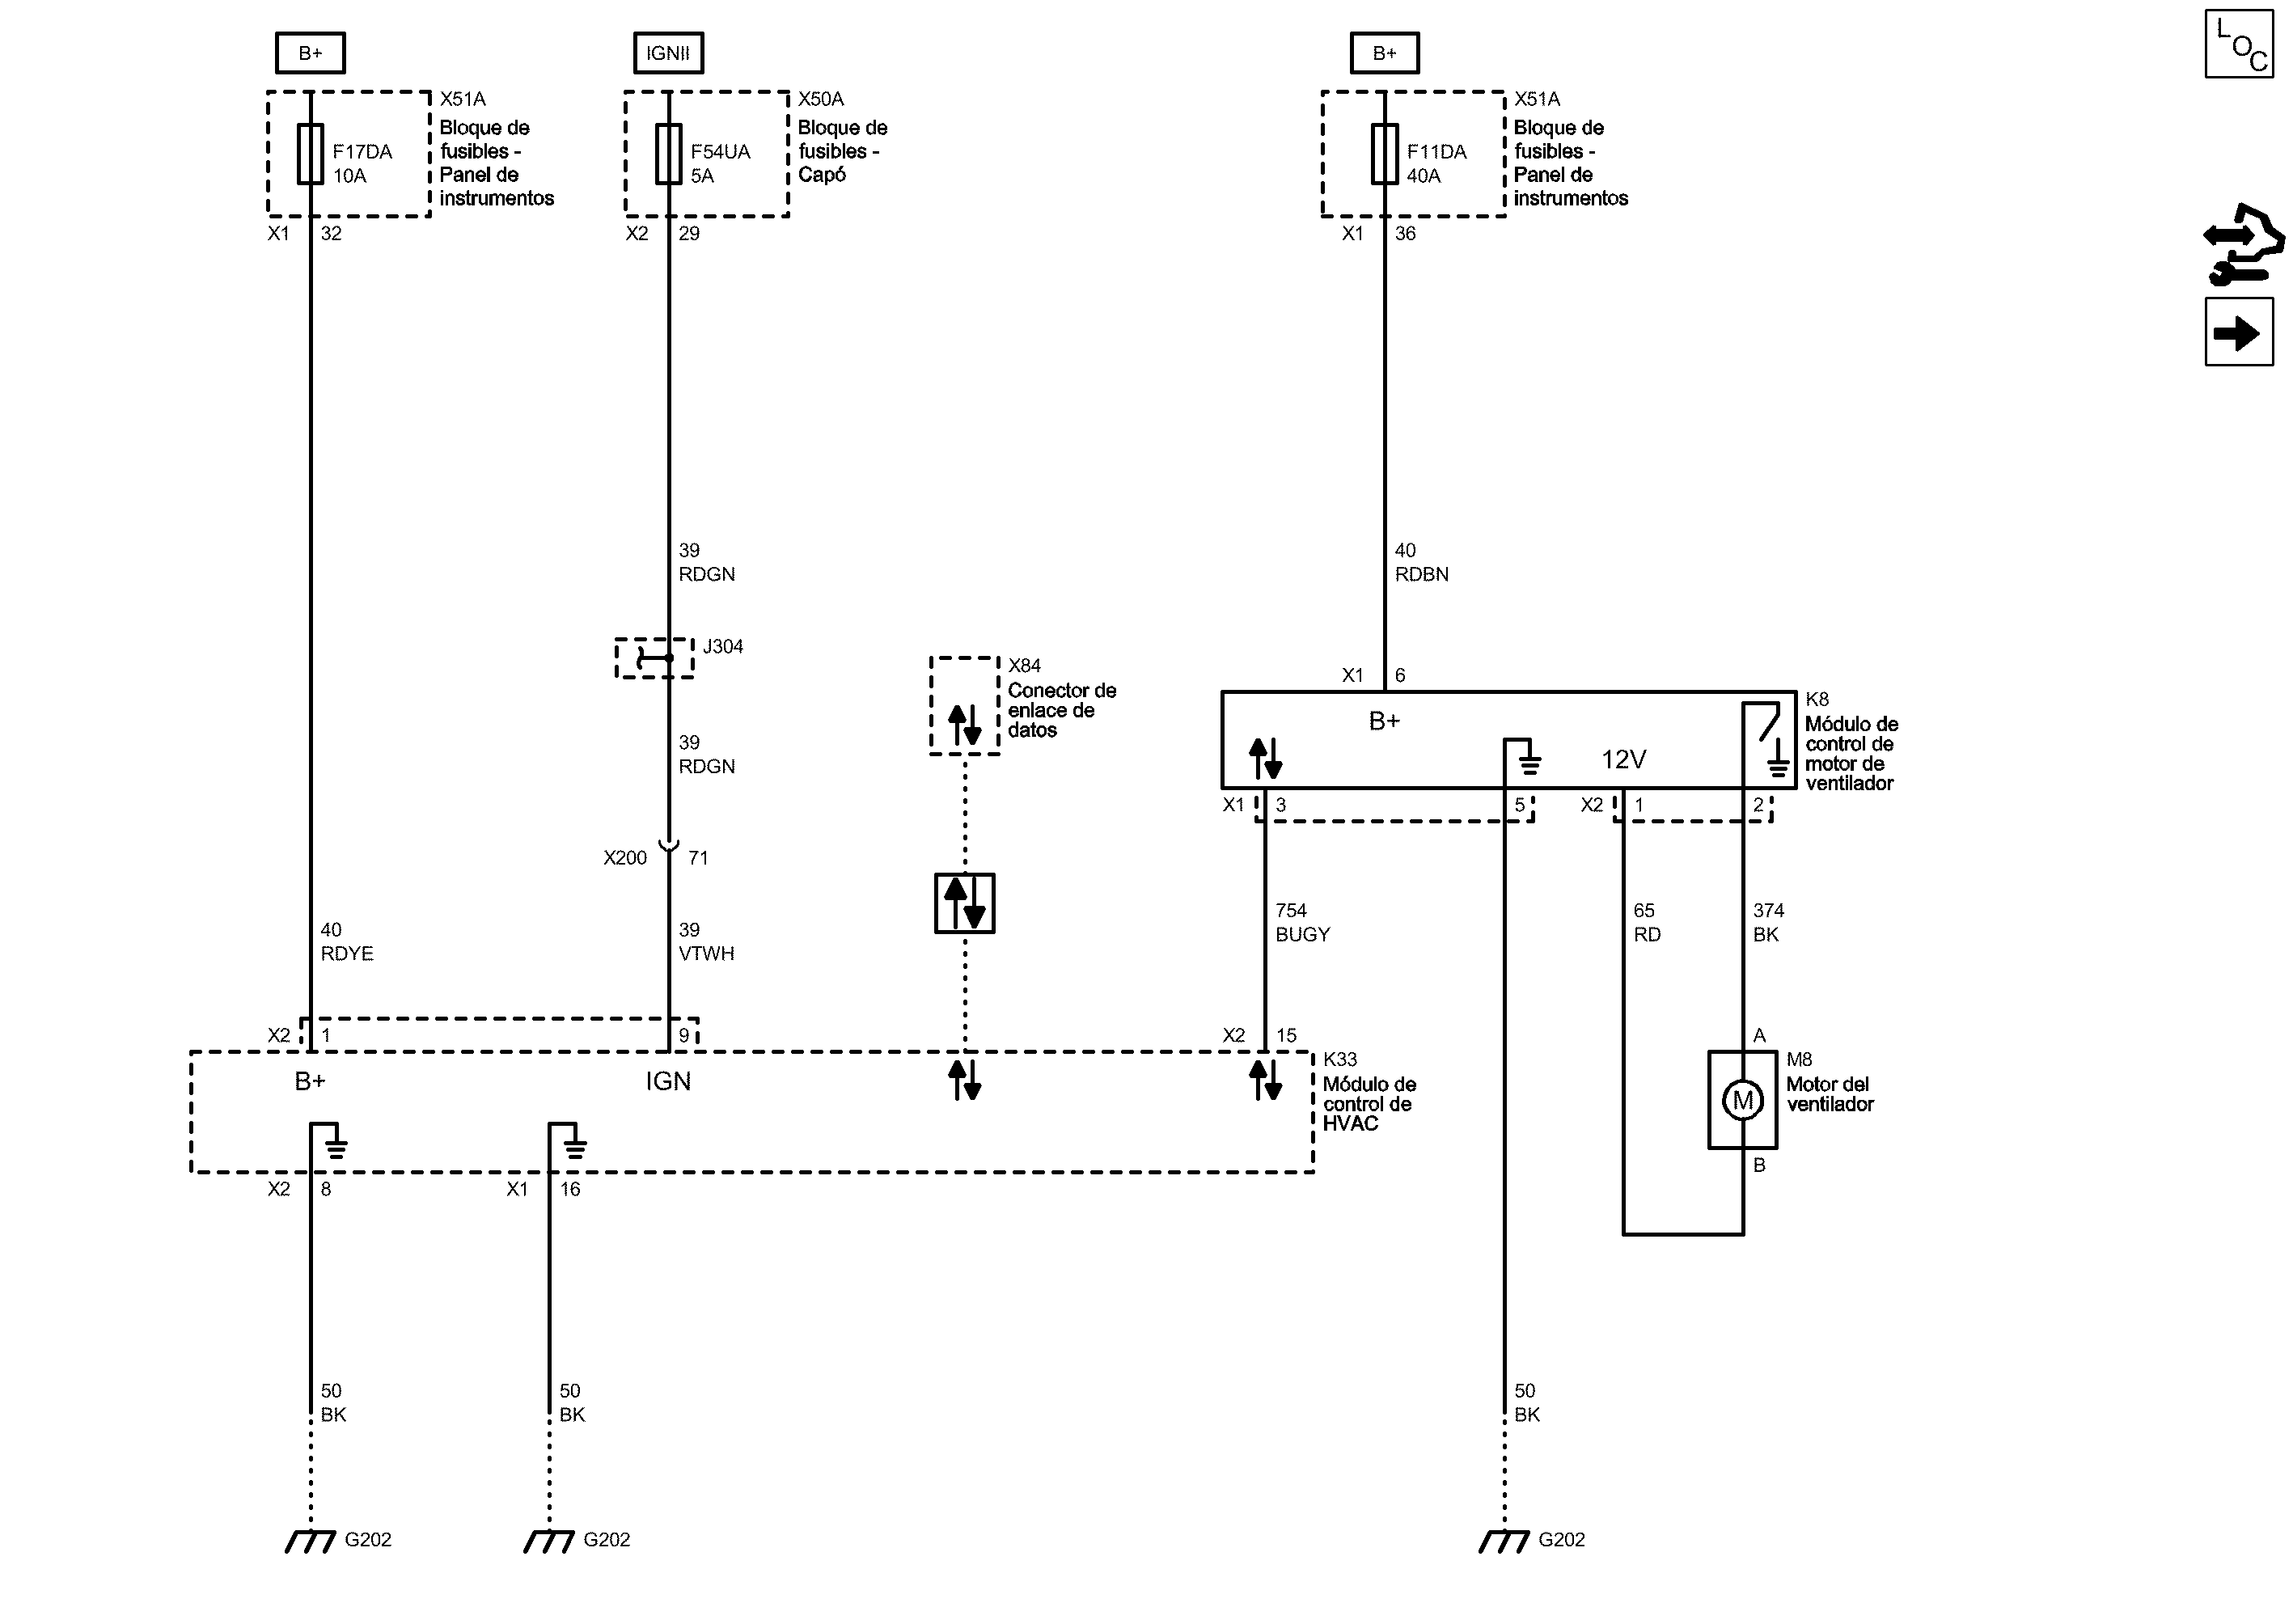 B+
IGNII
B+
L
O
C
X51A
Bloque de
fusibles -
Panel de
instrumentos
F17DA
10A
X1 32
X50A
Bloque de
fusibles -
Capó
F54UA
5A
X2 29
X51A
Bloque de
fusibles -
Panel de
instrumentos
F11DA
40A
X1 36
39
RDGN
40
RDBN
J304
X84
Conector de
enlace de
datos
X1 6
K8
Módulo de
control de
motor de
ventilador
B+
12V
39
RDGN
X1 3
5
X2 1
2
X200 71
754
BUGY
65
RD
374
BK
40
RDYE
39
VTWH
X2 1
9
X2 15
A
K33
Módulo de
control de
HVAC
B+
IGN
M8
Motor del
ventilador
M
B
X2 8
X1 16
50
BK
50
BK
50
BK
G202
G202
G202